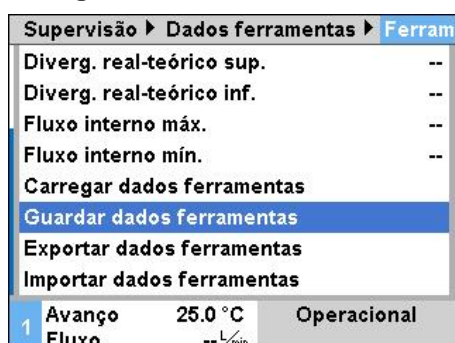 Supervisão ▶ Dados ferramentas ▶ Ferram
Diverg. real-teórico sup. --
Diverg. real-teórico inf. --
Fluxo interno máx. --
Fluxo interno mín. --
Carregar dados ferramentas
Guardar dados ferramentas
Exportar dados ferramentas
Importar dados ferramentas
1 Avanço 25.0 °C Operacional
Fluxo -- L/min